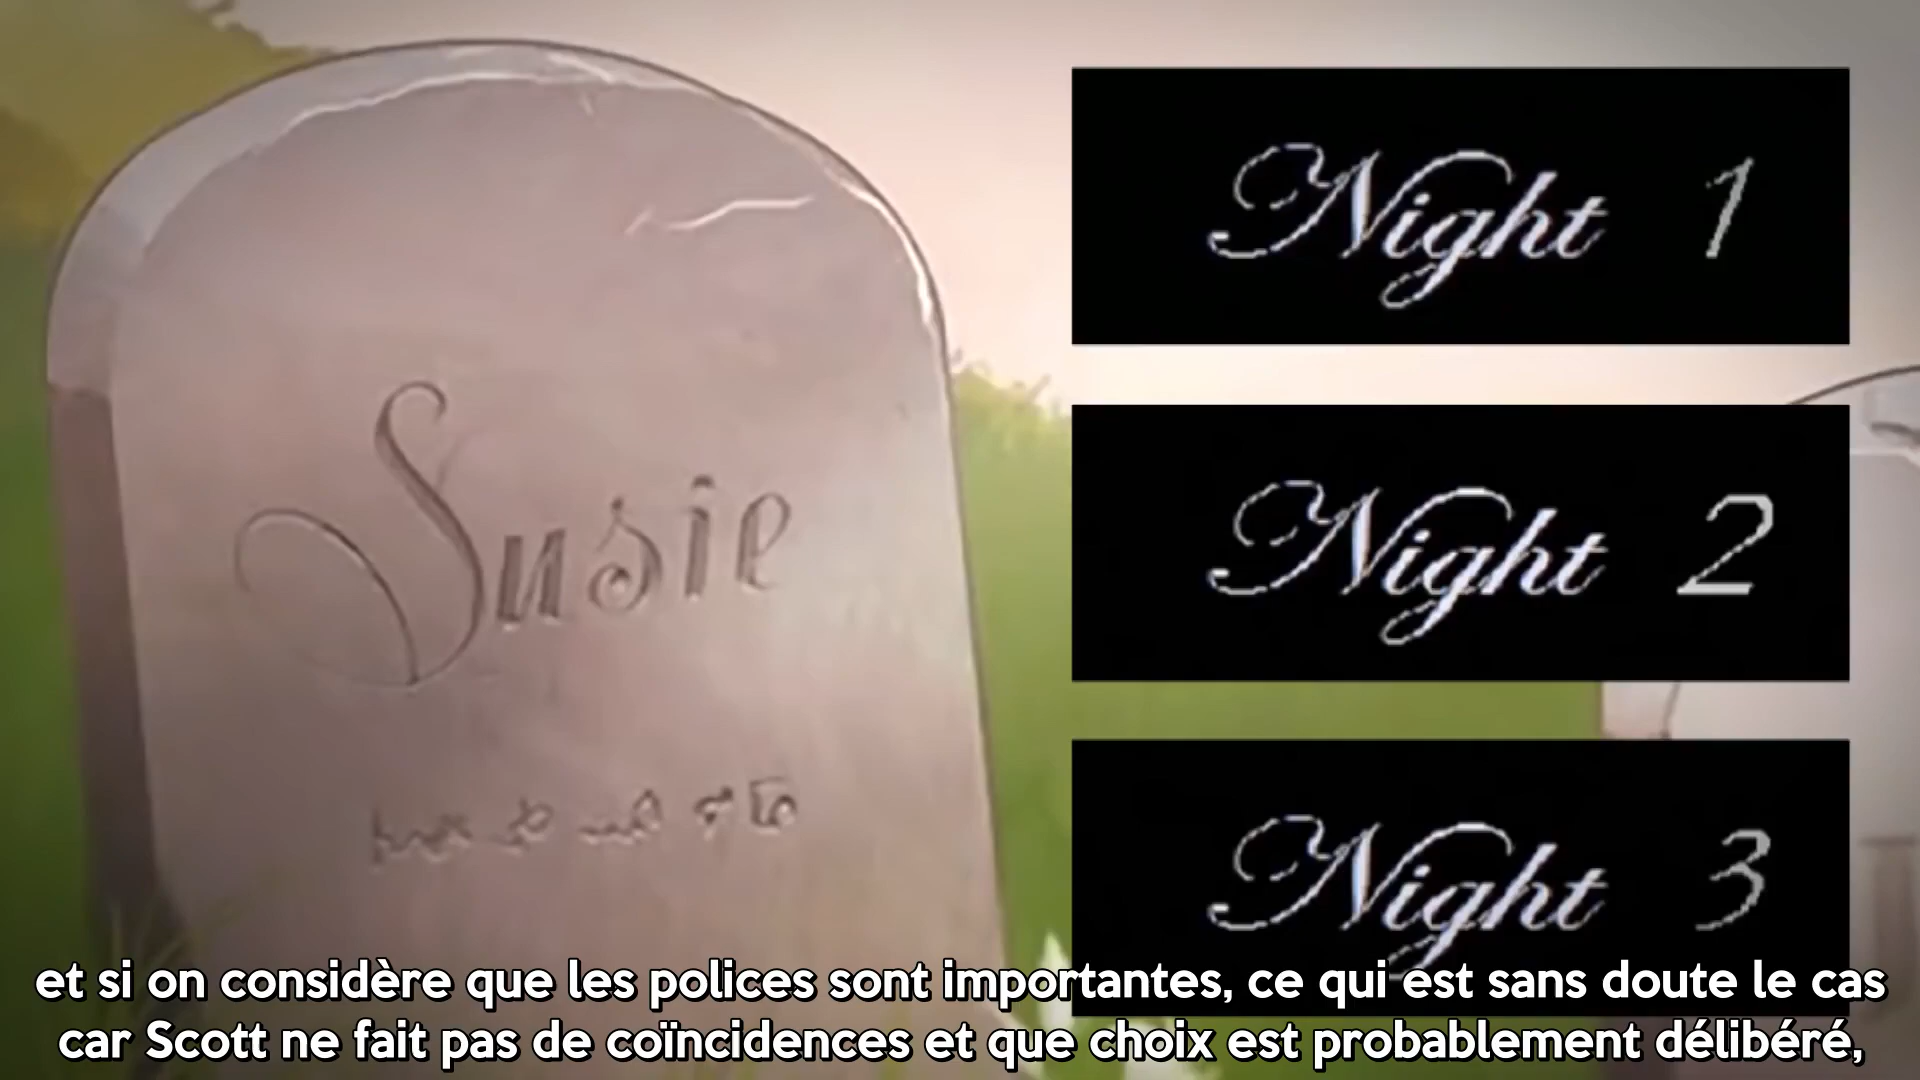 Susie
Night 1
Night 2
Night 3
et si on considère que les polices sont importantes, ce qui est sans doute le cas
car Scott ne fait pas de coïncidences et que choix est probablement délibéré,